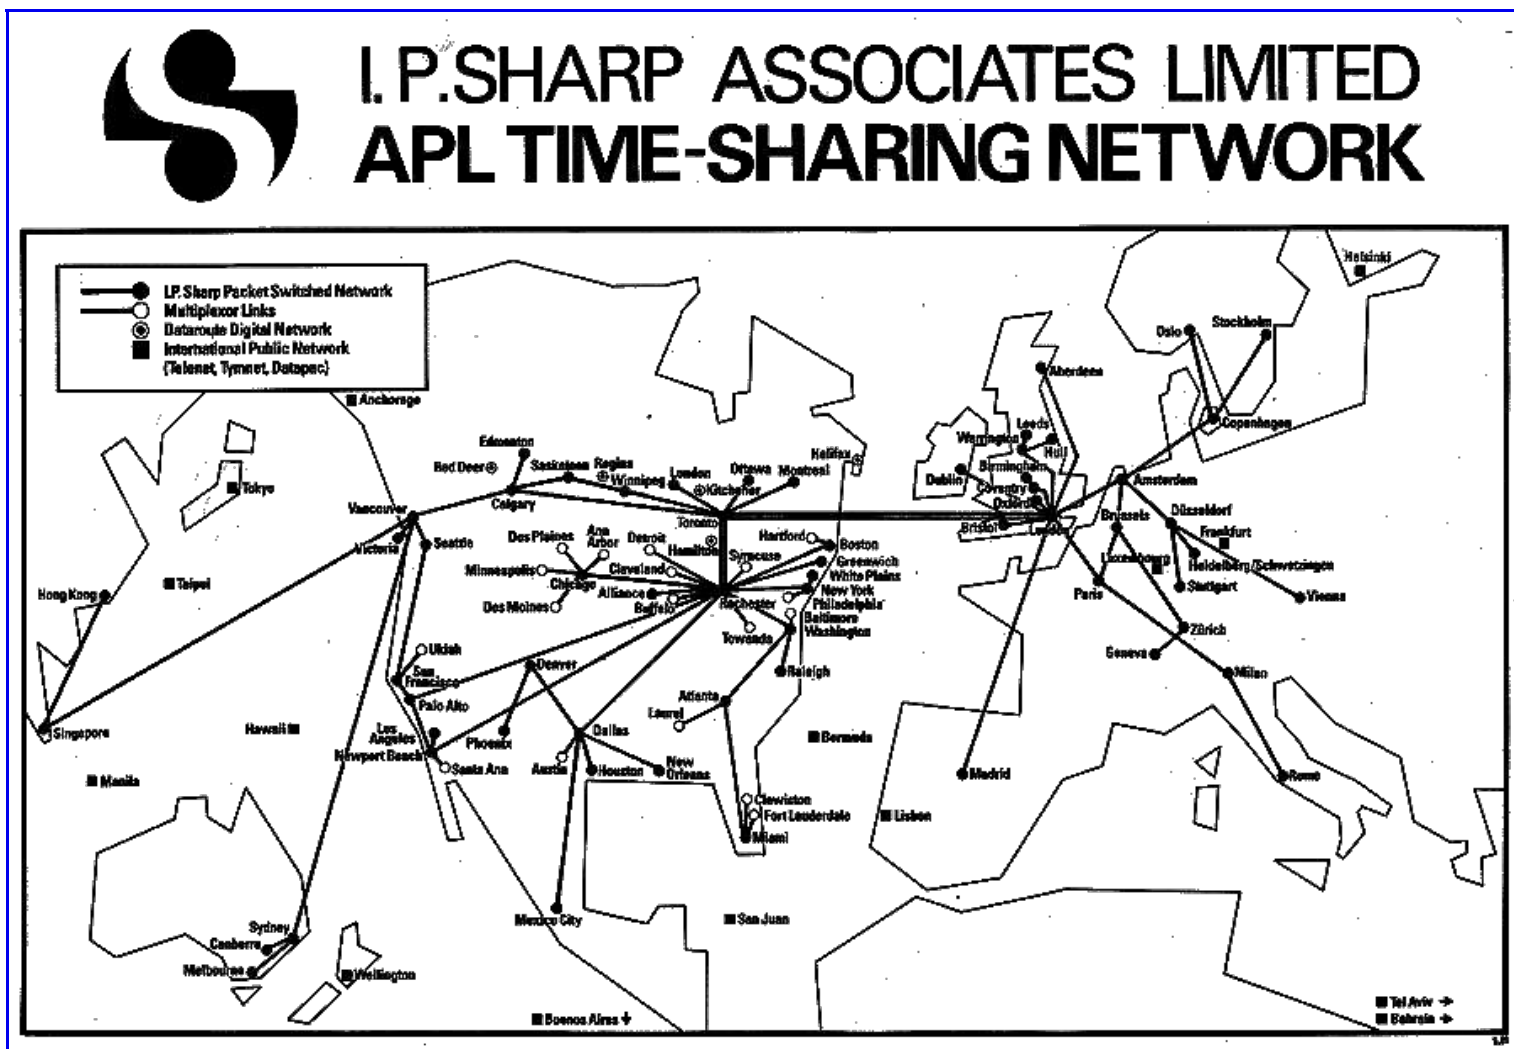 I.P. SHARP ASSOCIATES LIMITED
APL TIME-SHARING NETWORK
I.P. Sharp Packet Switched Network
Multiplexor Links
Dataroute Digital Network
International Public Network
(Telenet, Tymnet, Datapac)
Helsinki
Oslo
Stockholm
Aberdeen
Anchorage
Copenhagen
Leeds
Edmonton
Warrington
Hull
Halifax
Red Deer
Saskatoon
Regina
Winnipeg
London
Kitchener
Ottawa
Montreal
Birmingham
Dublin
Coventry
Oxford
Amsterdam
Tokyo
Calgary
Vancouver
Toronto
Bristol
London
Brussels
Düsseldorf
Frankfurt
Victoria
Seattle
Des Plaines
Ann
Arbor
Detroit
Hamilton
Hartford
Boston
Syracuse
Greenwich
Luxembourg
Heidelberg/Schwetzingen
Minneapolis
Chicago
Cleveland
White Plains
Taipei
Hong Kong
Alliance
New York
Stuttgart
Paris
Vienna
Des Moines
Buffalo
Rochester
Philadelphia
Baltimore
Towanda
Washington
Zürich
Ukiah
Geneva
San
Francisco
Denver
Raleigh
Milan
Palo Alto
Atlanta
Laurel
Singapore
Hawaii
Los
Angeles
Phoenix
Dallas
Bermuda
Newport Beach
Santa Ana
Austin
Houston
New
Orleans
Madrid
Rome
Manila
Clewiston
Fort Lauderdale
Lisbon
Miami
Mexico City
San Juan
Sydney
Canberra
Melbourne
Wellington
Tel Aviv →
Buenos Aires ↓
Bahrain →